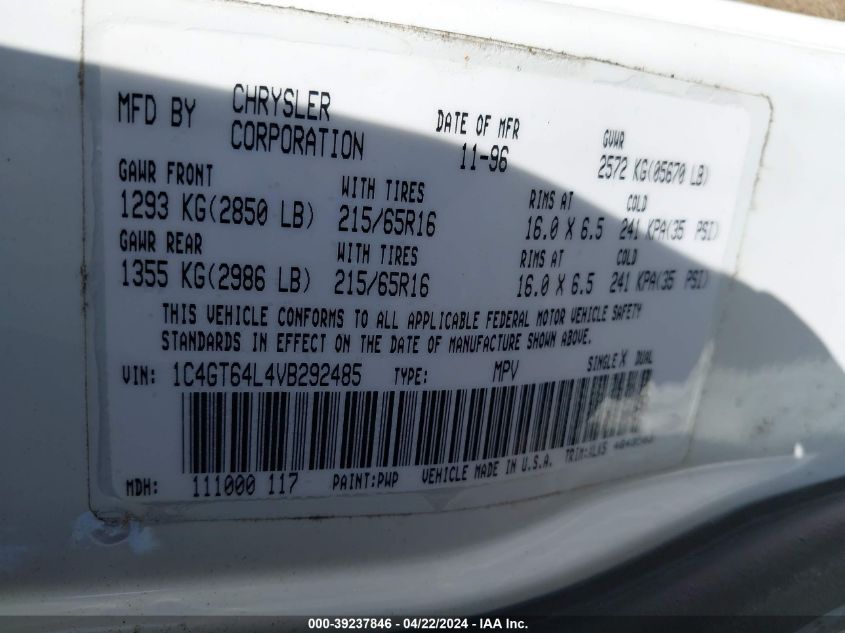 MFD BY CHRYSLER CORPORATION DATE OF MFR 11-96 GVWR 2572 KG(05670 LB)
GAWR FRONT WITH TIRES RIMS AT COLD
1293 KG(2850 LB) 215/65R16 16.0 X 6.5 241 KPA(35 PSI)
GAWR REAR WITH TIRES RIMS AT COLD
1355 KG(2986 LB) 215/65R16 16.0 X 6.5 241 KPA(35 PSI)
THIS VEHICLE CONFORMS TO ALL APPLICABLE FEDERAL MOTOR VEHICLE SAFETY
STANDARDS IN EFFECT ON THE DATE OF MANUFACTURE SHOWN ABOVE.
VIN: 1C4GT64L4VB292485 TYPE: MPV SINGLE X DUAL
MDH: 111000 117 PAINT:PWP VEHICLE MADE IN U.S.A.
000-39237846 - 04/22/2024 - IAA Inc.